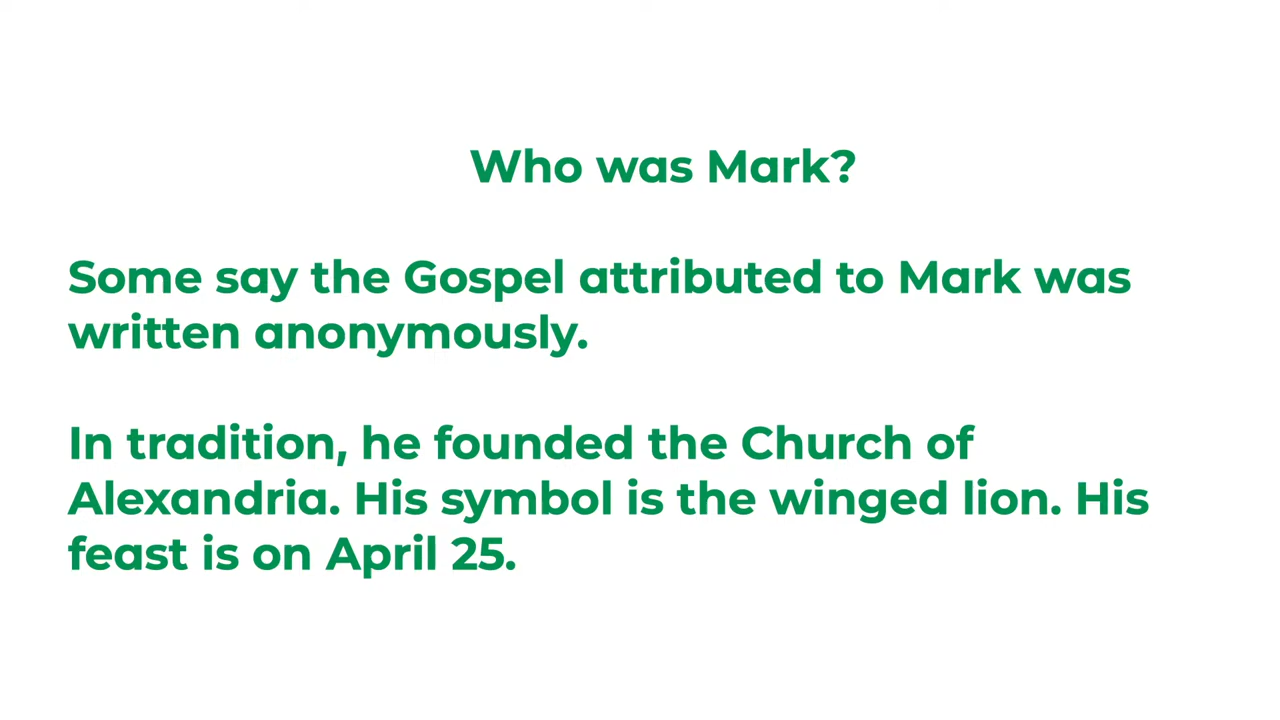 Who was Mark?
Some say the Gospel attributed to Mark was
written anonymously.
In tradition, he founded the Church of
Alexandria. His symbol is the winged lion. His
feast is on April 25.